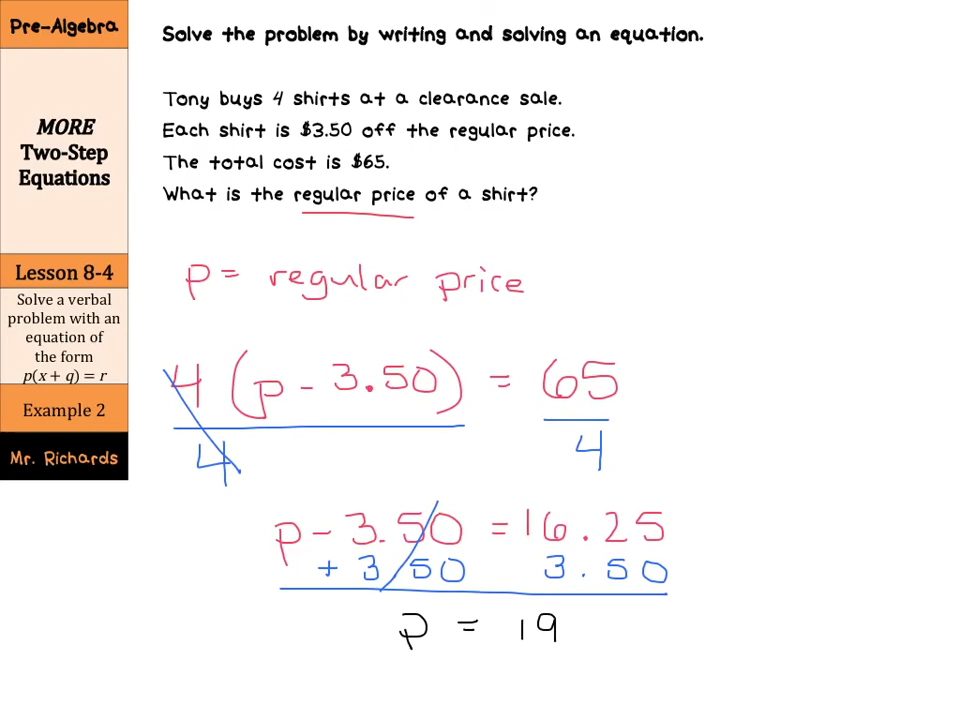 Pre-Algebra
MORE
Two-Step
Equations
Lesson 8-4
Solve a verbal
problem with an
equation of
the form
p(x + q) = r
Example 2
Mr. Richards
Solve the problem by writing and solving an equation.
Tony buys 4 shirts at a clearance sale.
Each shirt is $3.50 off the regular price.
The total cost is $65.
What is the regular price of a shirt?
p = regular price
4 (p - 3.50) = 65
4 4
p - 3.50 = 16.25
+ 3.50 3.50
p = 19